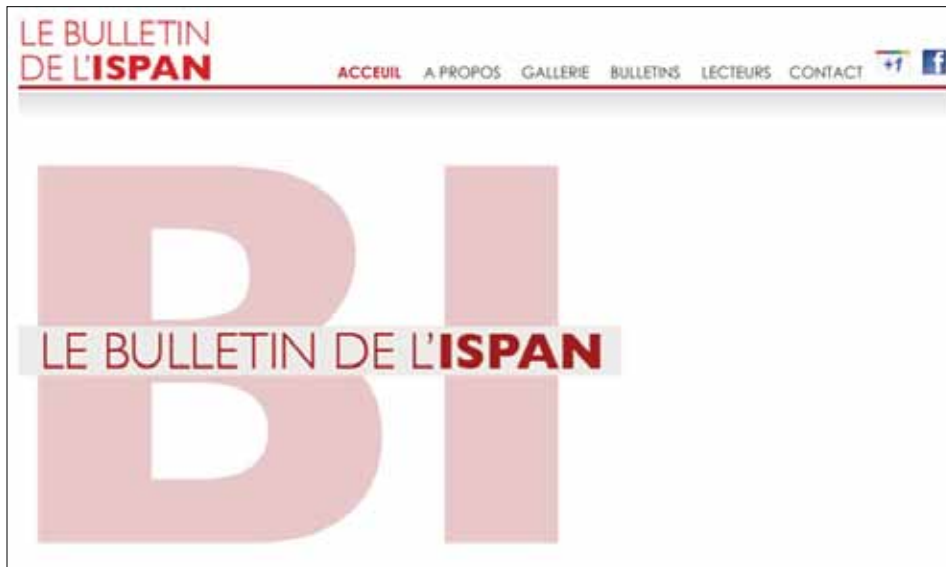 LE BULLETIN
DE L'ISPAN
ACCEUIL A PROPOS GALLERIE BULLETINS LECTEURS CONTACT +1 f
BI
LE BULLETIN DE L'ISPAN